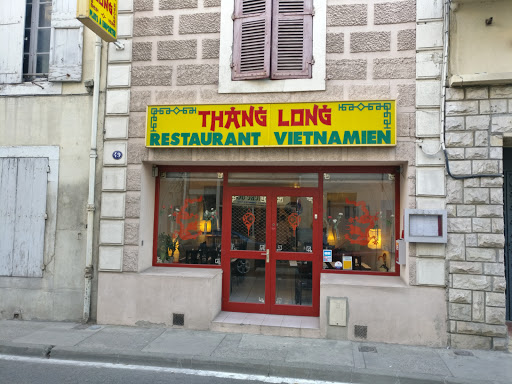 THĂNG LONG
RESTAURANT VIETNAMIEN